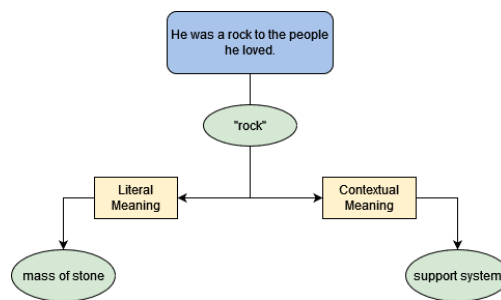 He was a rock to the people
he loved.
"rock"
Literal
Meaning
Contextual
Meaning
mass of stone
support system